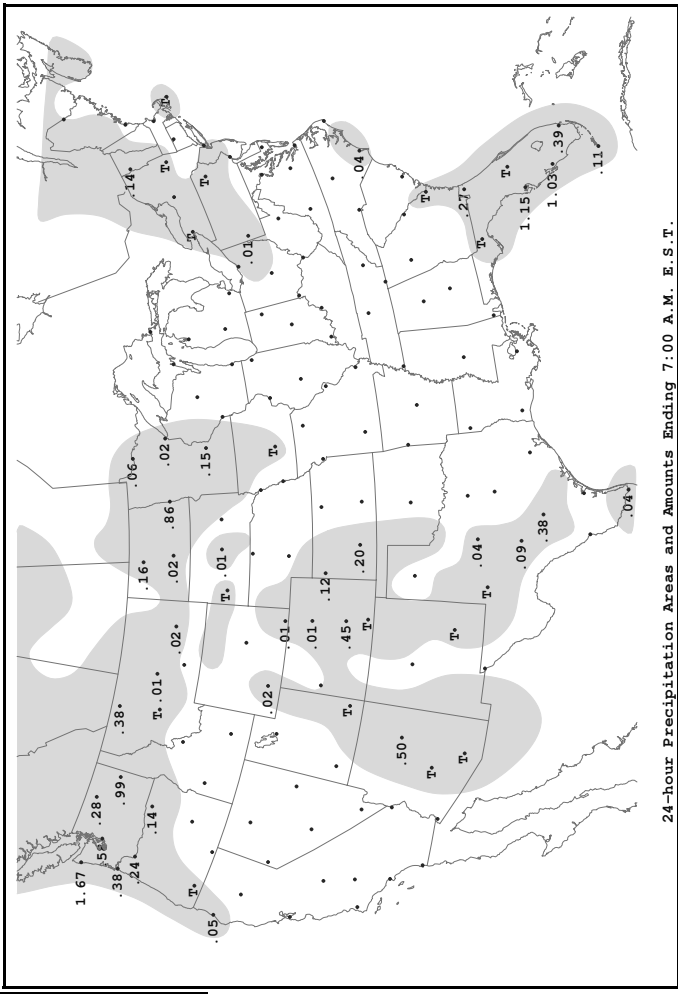 1.67
.28
.58
.38
.38
.99
.14
.06
.24
.16
.14
T
.01
T
T
.02
.86
.02
.02
T
T
.15
T
.05
.01
T
.01
.02
T
.01
.01
.12
.45
T
.20
.04
T
.50
T
T
T
T
.27
.04
T
T
T
.09
1.15
.38
1.03
.39
.11
.04
24-hour Precipitation Areas and Amounts Ending 7:00 A.M. E.S.T.